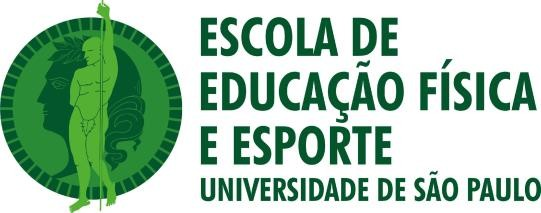 ESCOLA DE
EDUCAÇÃO FÍSICA
E ESPORTE
UNIVERSIDADE DE SÃO PAULO